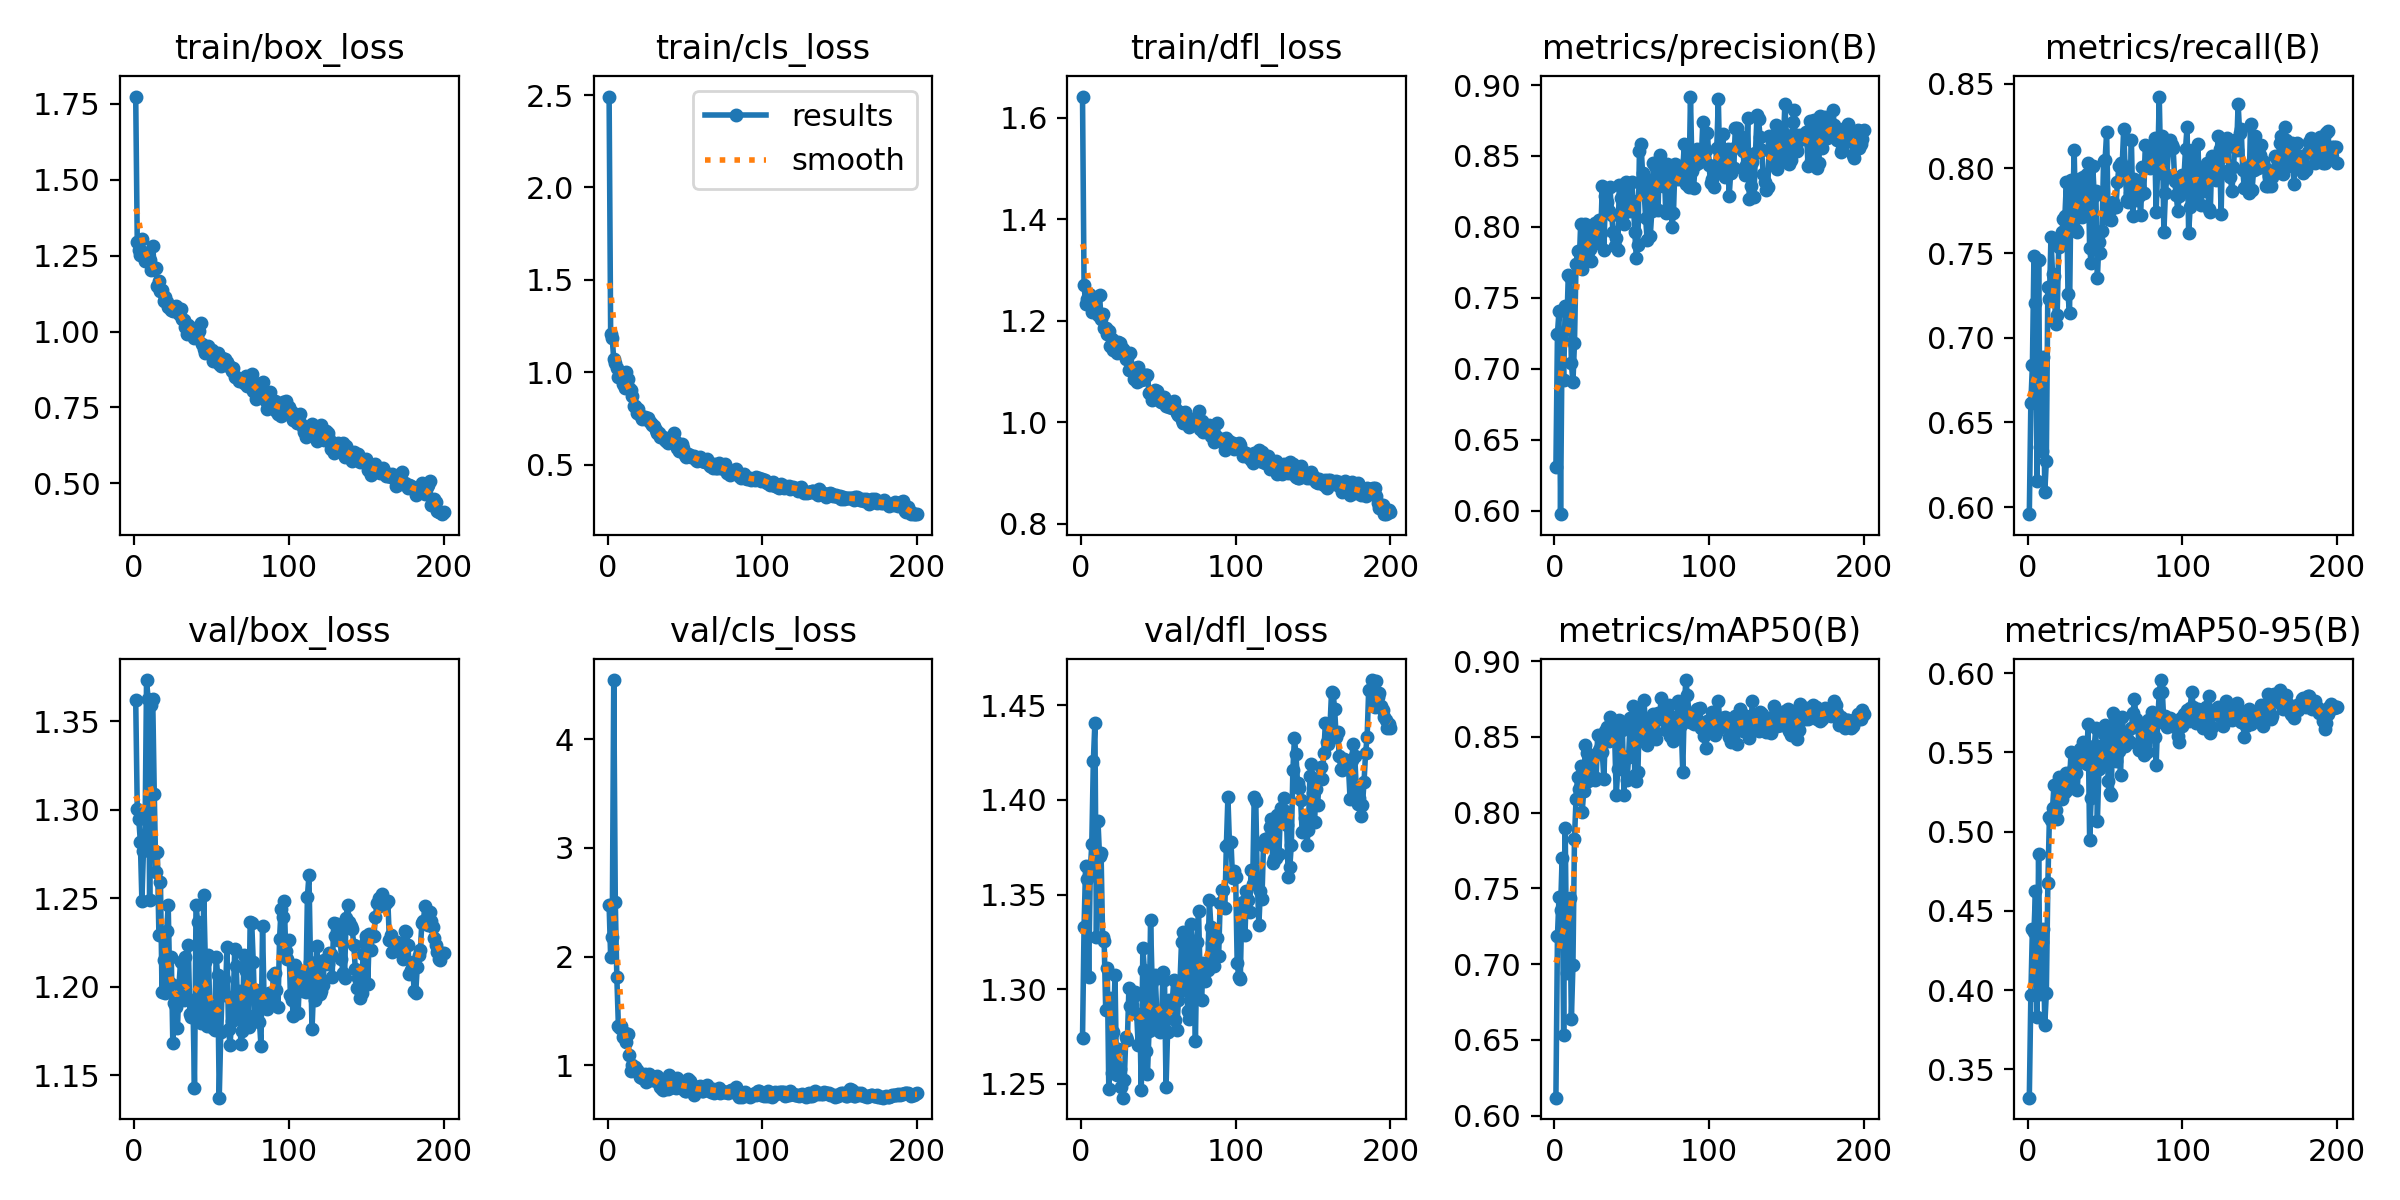 train/box_loss
1.75
1.50
1.25
1.00
0.75
0.50
0 100 200
train/cls_loss
results
smooth
2.5
2.0
1.5
1.0
0.5
0 100 200
train/dfl_loss
1.6
1.4
1.2
1.0
0.8
0 100 200
metrics/precision(B)
0.90
0.85
0.80
0.75
0.70
0.65
0.60
0 100 200
metrics/recall(B)
0.85
0.80
0.75
0.70
0.65
0.60
0 100 200
val/box_loss
1.35
1.30
1.25
1.20
1.15
0 100 200
val/cls_loss
4
3
2
1
0 100 200
val/dfl_loss
1.45
1.40
1.35
1.30
1.25
0 100 200
metrics/mAP50(B)
0.90
0.85
0.80
0.75
0.70
0.65
0.60
0 100 200
metrics/mAP50-95(B)
0.60
0.55
0.50
0.45
0.40
0.35
0 100 200